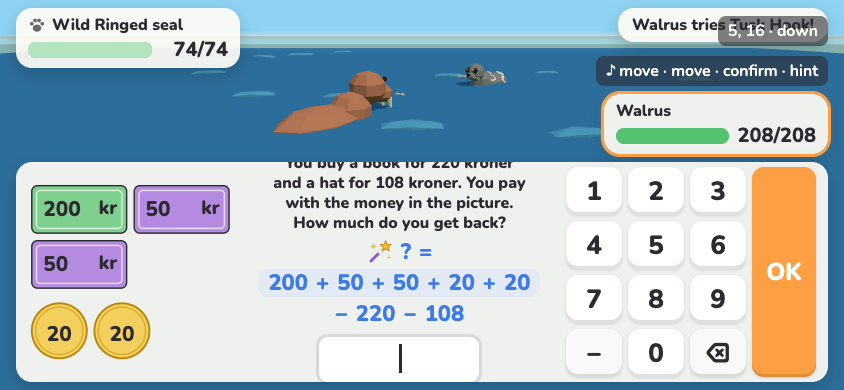 Wild Ringed seal
74/74
Walrus tries Tusk Hook!
5, 16 · down
♪ move · move · confirm · hint
Walrus
208/208
200 kr
50 kr
50 kr
20
20
You buy a book for 220 kroner
and a hat for 108 kroner. You pay
with the money in the picture.
How much do you get back?
? =
200 + 50 + 50 + 20 + 20
– 220 – 108
1 2 3
4 5 6
7 8 9
– 0
OK